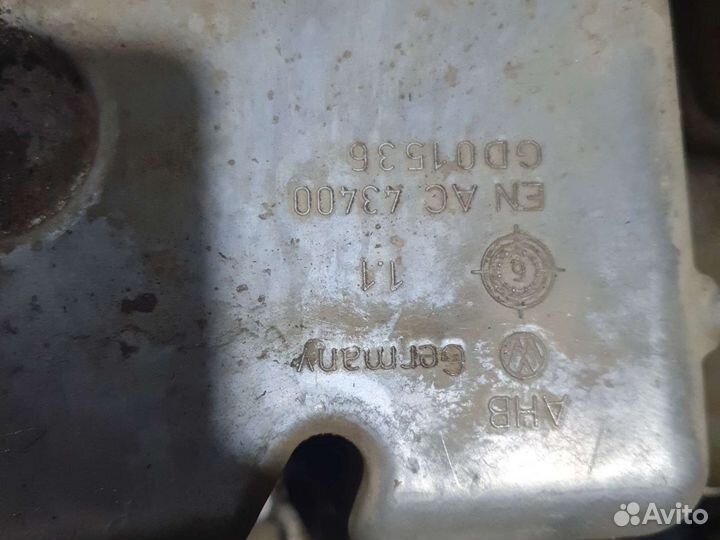 AHB
Germany
1.1
EN AC 43400
GD01536
Avito